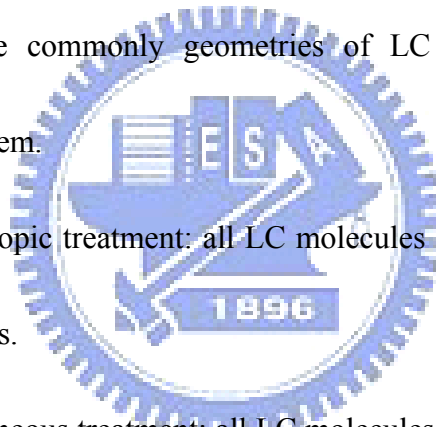 e commonly geometries of LC
em.
E S A
opic treatment: all LC molecules
1896
s.
neous treatment: all LC molecules